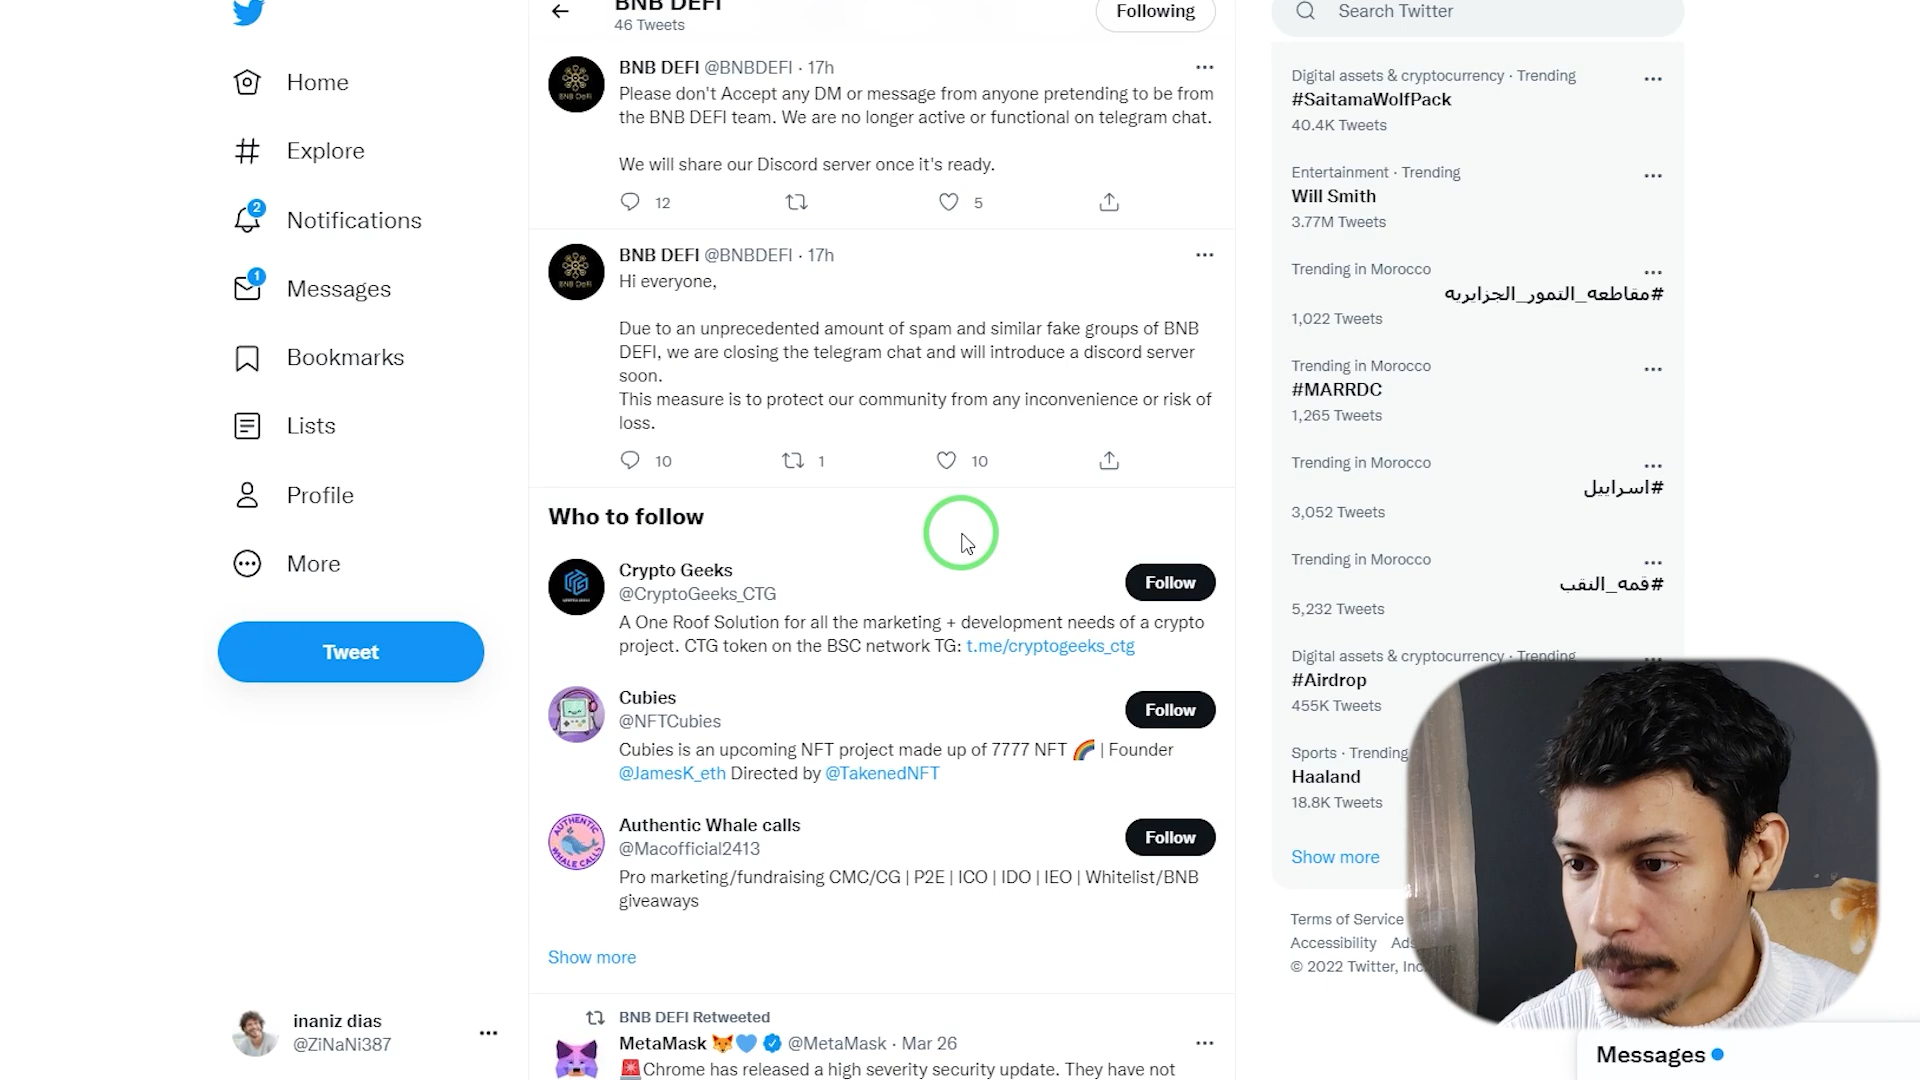 BNB DEFI
46 Tweets
Following
Search Twitter
Home
Explore
2
Notifications
1
Messages
Bookmarks
Lists
Profile
More
Tweet
inaniz dias
@ZiNaNi387
BNB DEFI @BNBDEFI · 17h
Please don't Accept any DM or message from anyone pretending to be from
the BNB DEFI team. We are no longer active or functional on telegram chat.
We will share our Discord server once it's ready.
12
5
BNB DEFI @BNBDEFI · 17h
Hi everyone,
Due to an unprecedented amount of spam and similar fake groups of BNB
DEFI, we are closing the telegram chat and will introduce a discord server
soon.
This measure is to protect our community from any inconvenience or risk of
loss.
10
1
10
Who to follow
Crypto Geeks
@CryptoGeeks_CTG
Follow
A One Roof Solution for all the marketing + development needs of a crypto
project. CTG token on the BSC network TG: t.me/cryptogeeks_ctg
Cubies
@NFTCubies
Follow
Cubies is an upcoming NFT project made up of 7777 NFT 🌈 | Founder
@JamesK_eth Directed by @TakenedNFT
AUTHENTIC
WHALE CALLS
Authentic Whale calls
@Macofficial2413
Follow
Pro marketing/fundraising CMC/CG | P2E | ICO | IDO | IEO | Whitelist/BNB
giveaways
Show more
BNB DEFI Retweeted
MetaMask 🦊💙 @MetaMask · Mar 26
🚨Chrome has released a high severity security update. They have not
Digital assets & cryptocurrency · Trending
#SaitamaWolfPack
40.4K Tweets
Entertainment · Trending
Will Smith
3.77M Tweets
Trending in Morocco
#مقاطعه_التمور_الجزايريه
1,022 Tweets
Trending in Morocco
#MARRDC
1,265 Tweets
Trending in Morocco
#اسراييل
3,052 Tweets
Trending in Morocco
#قمه_النقب
5,232 Tweets
Digital assets & cryptocurrency · Trending
#Airdrop
455K Tweets
Sports · Trending
Haaland
18.8K Tweets
Show more
Terms of Service
Accessibility Ads
© 2022 Twitter, Inc
Messages